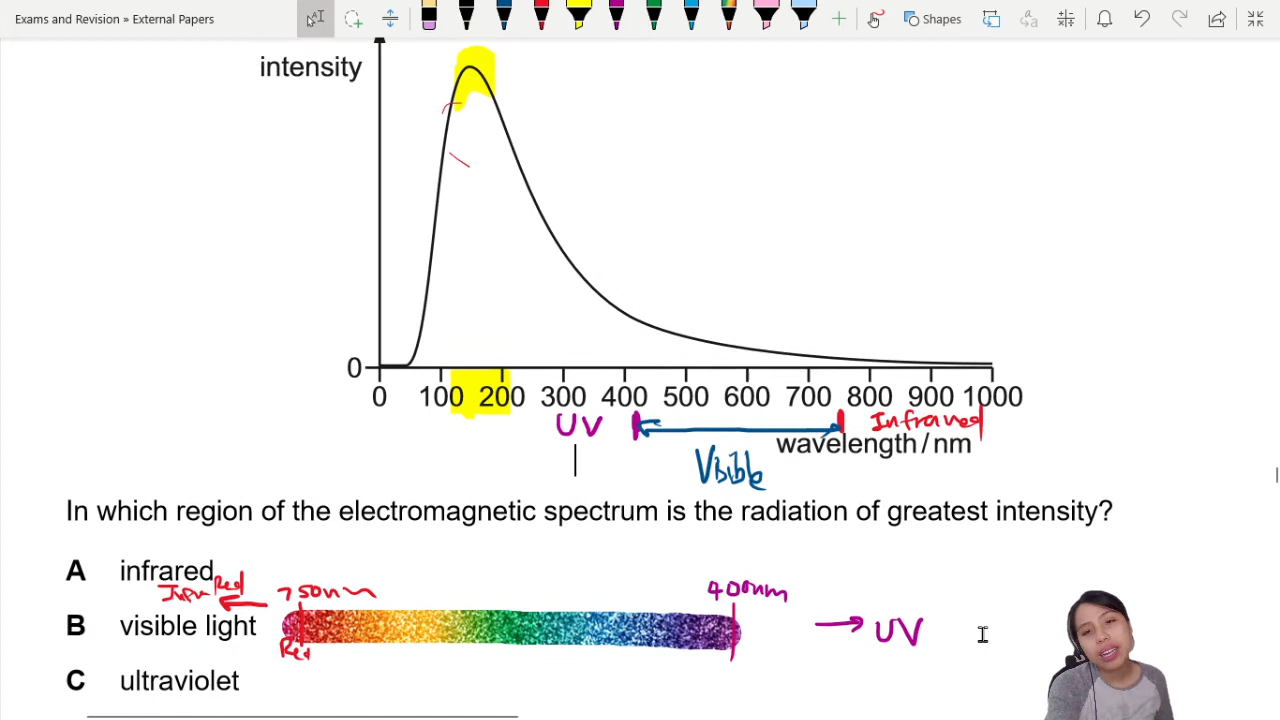 Exams and Revision » External Papers
Shapes
intensity
0
0 100 200 300 400 500 600 700 800 900 1000
UV
Infrared
wavelength / nm
Visible
In which region of the electromagnetic spectrum is the radiation of greatest intensity?
A infrared
InfraRed
750nm
400nm
B visible light
Red
UV
C ultraviolet